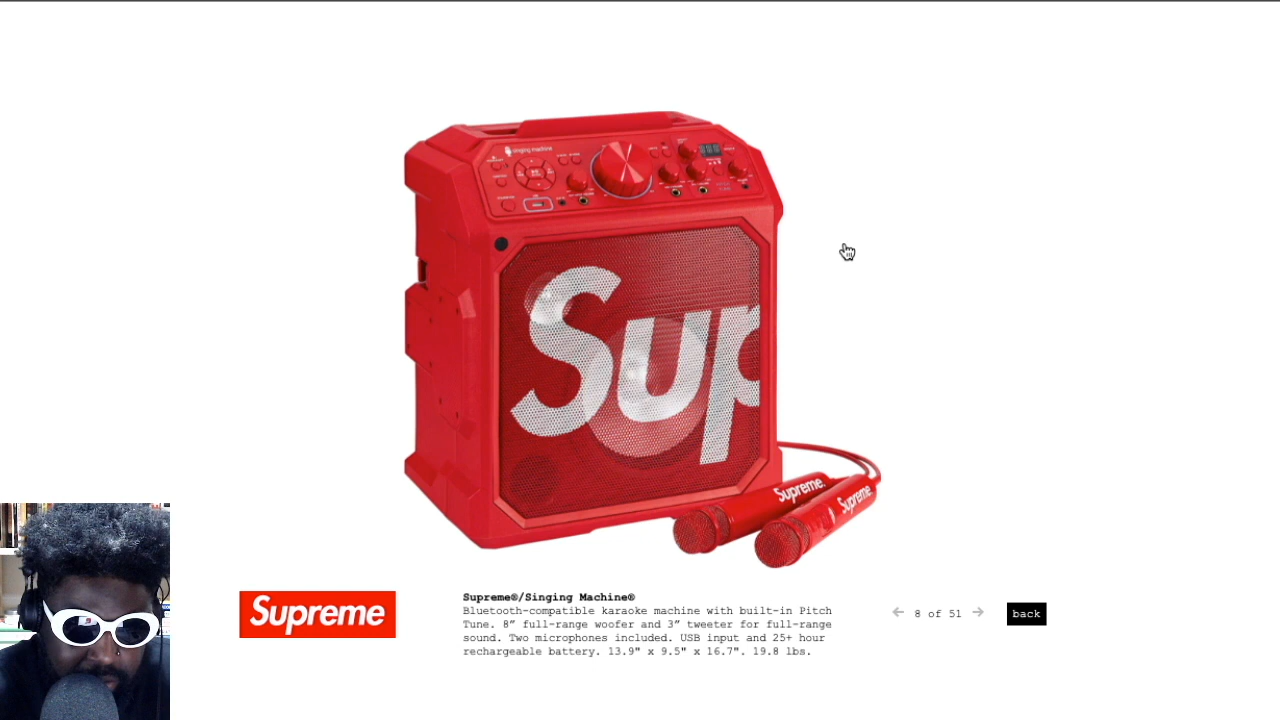 singing machine
Sup
Supreme.
Supreme.
Supreme
Supreme®/Singing Machine®
Bluetooth-compatible karaoke machine with built-in Pitch
Tune. 8” full-range woofer and 3” tweeter for full-range
sound. Two microphones included. USB input and 25+ hour
rechargeable battery. 13.9" x 9.5" x 16.7". 19.8 lbs.
8 of 51
back